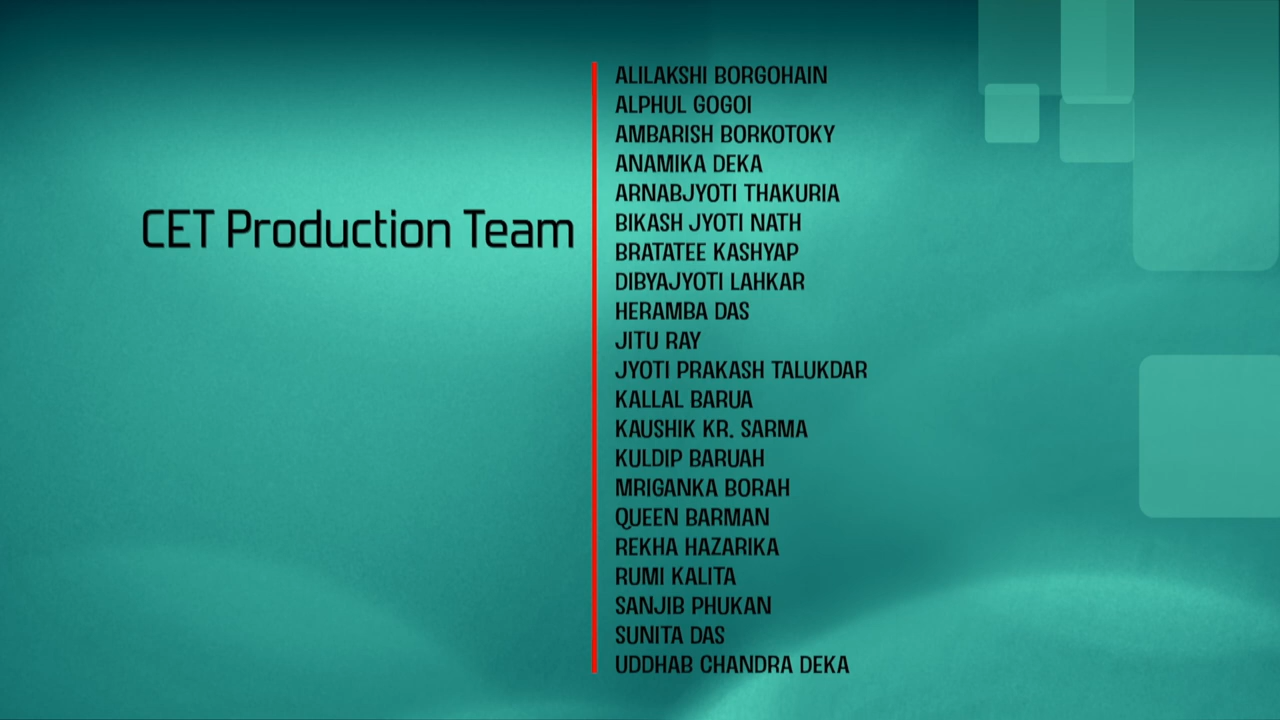 CET Production Team
ALILAKSHI BORGOHAIN
ALPHUL GOGOI
AMBARISH BORKOTOKY
ANAMIKA DEKA
ARNABJYOTI THAKURIA
BIKASH JYOTI NATH
BRATATEE KASHYAP
DIBYAJYOTI LAHKAR
HERAMBA DAS
JITU RAY
JYOTI PRAKASH TALUKDAR
KALLAL BARUA
KAUSHIK KR. SARMA
KULDIP BARUAH
MRIGANKA BORAH
QUEEN BARMAN
REKHA HAZARIKA
RUMI KALITA
SANJIB PHUKAN
SUNITA DAS
UDDHAB CHANDRA DEKA